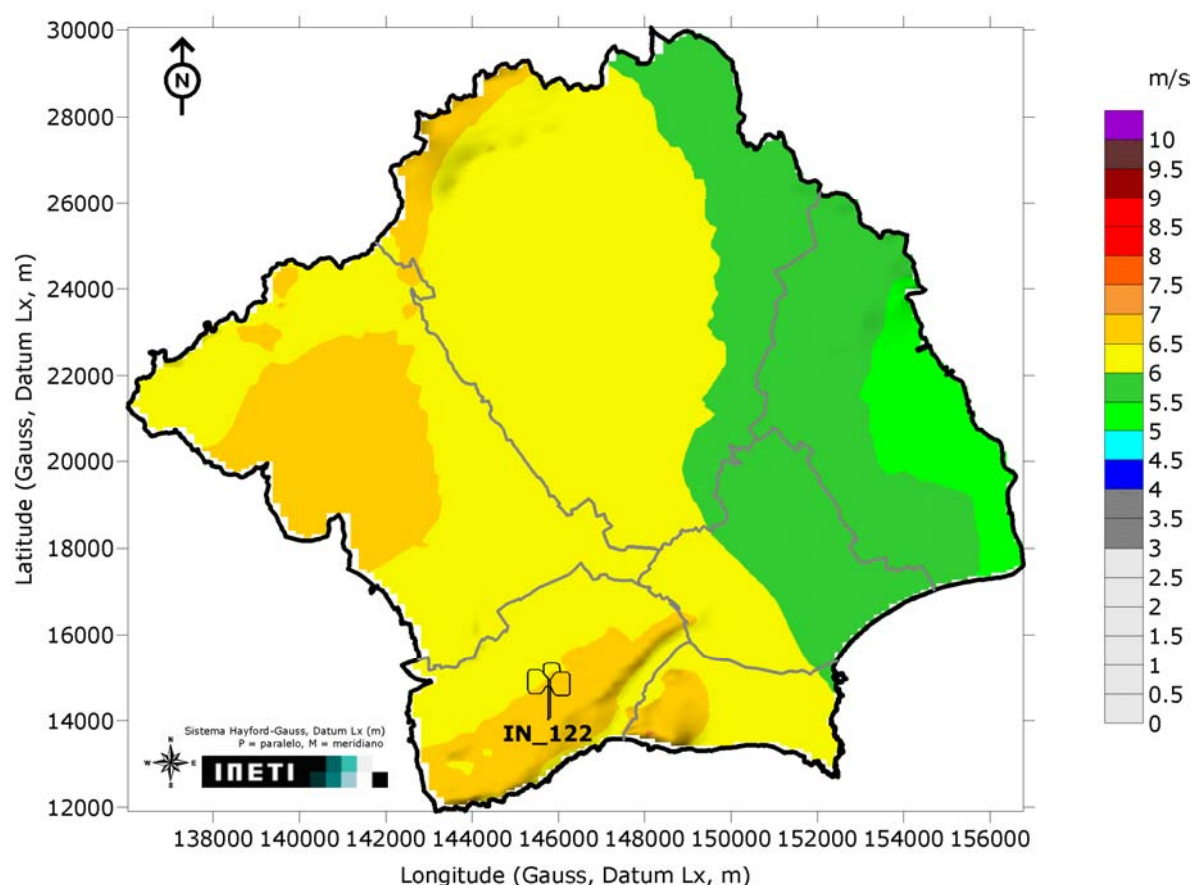 30000
28000
26000
24000
22000
20000
18000
16000
14000
12000
Latitude (Gauss, Datum Lx, m)
N
m/s
10
9.5
9
8.5
8
7.5
7
6.5
6
5.5
5
4.5
4
3.5
3
2.5
2
1.5
1
0.5
0
IN_122
Sistema Hayford-Gauss, Datum Lx (m)
P = paralelo, M = meridiano
N
W E
S
INETI
138000 140000 142000 144000 146000 148000 150000 152000 154000 156000
Longitude (Gauss, Datum Lx, m)